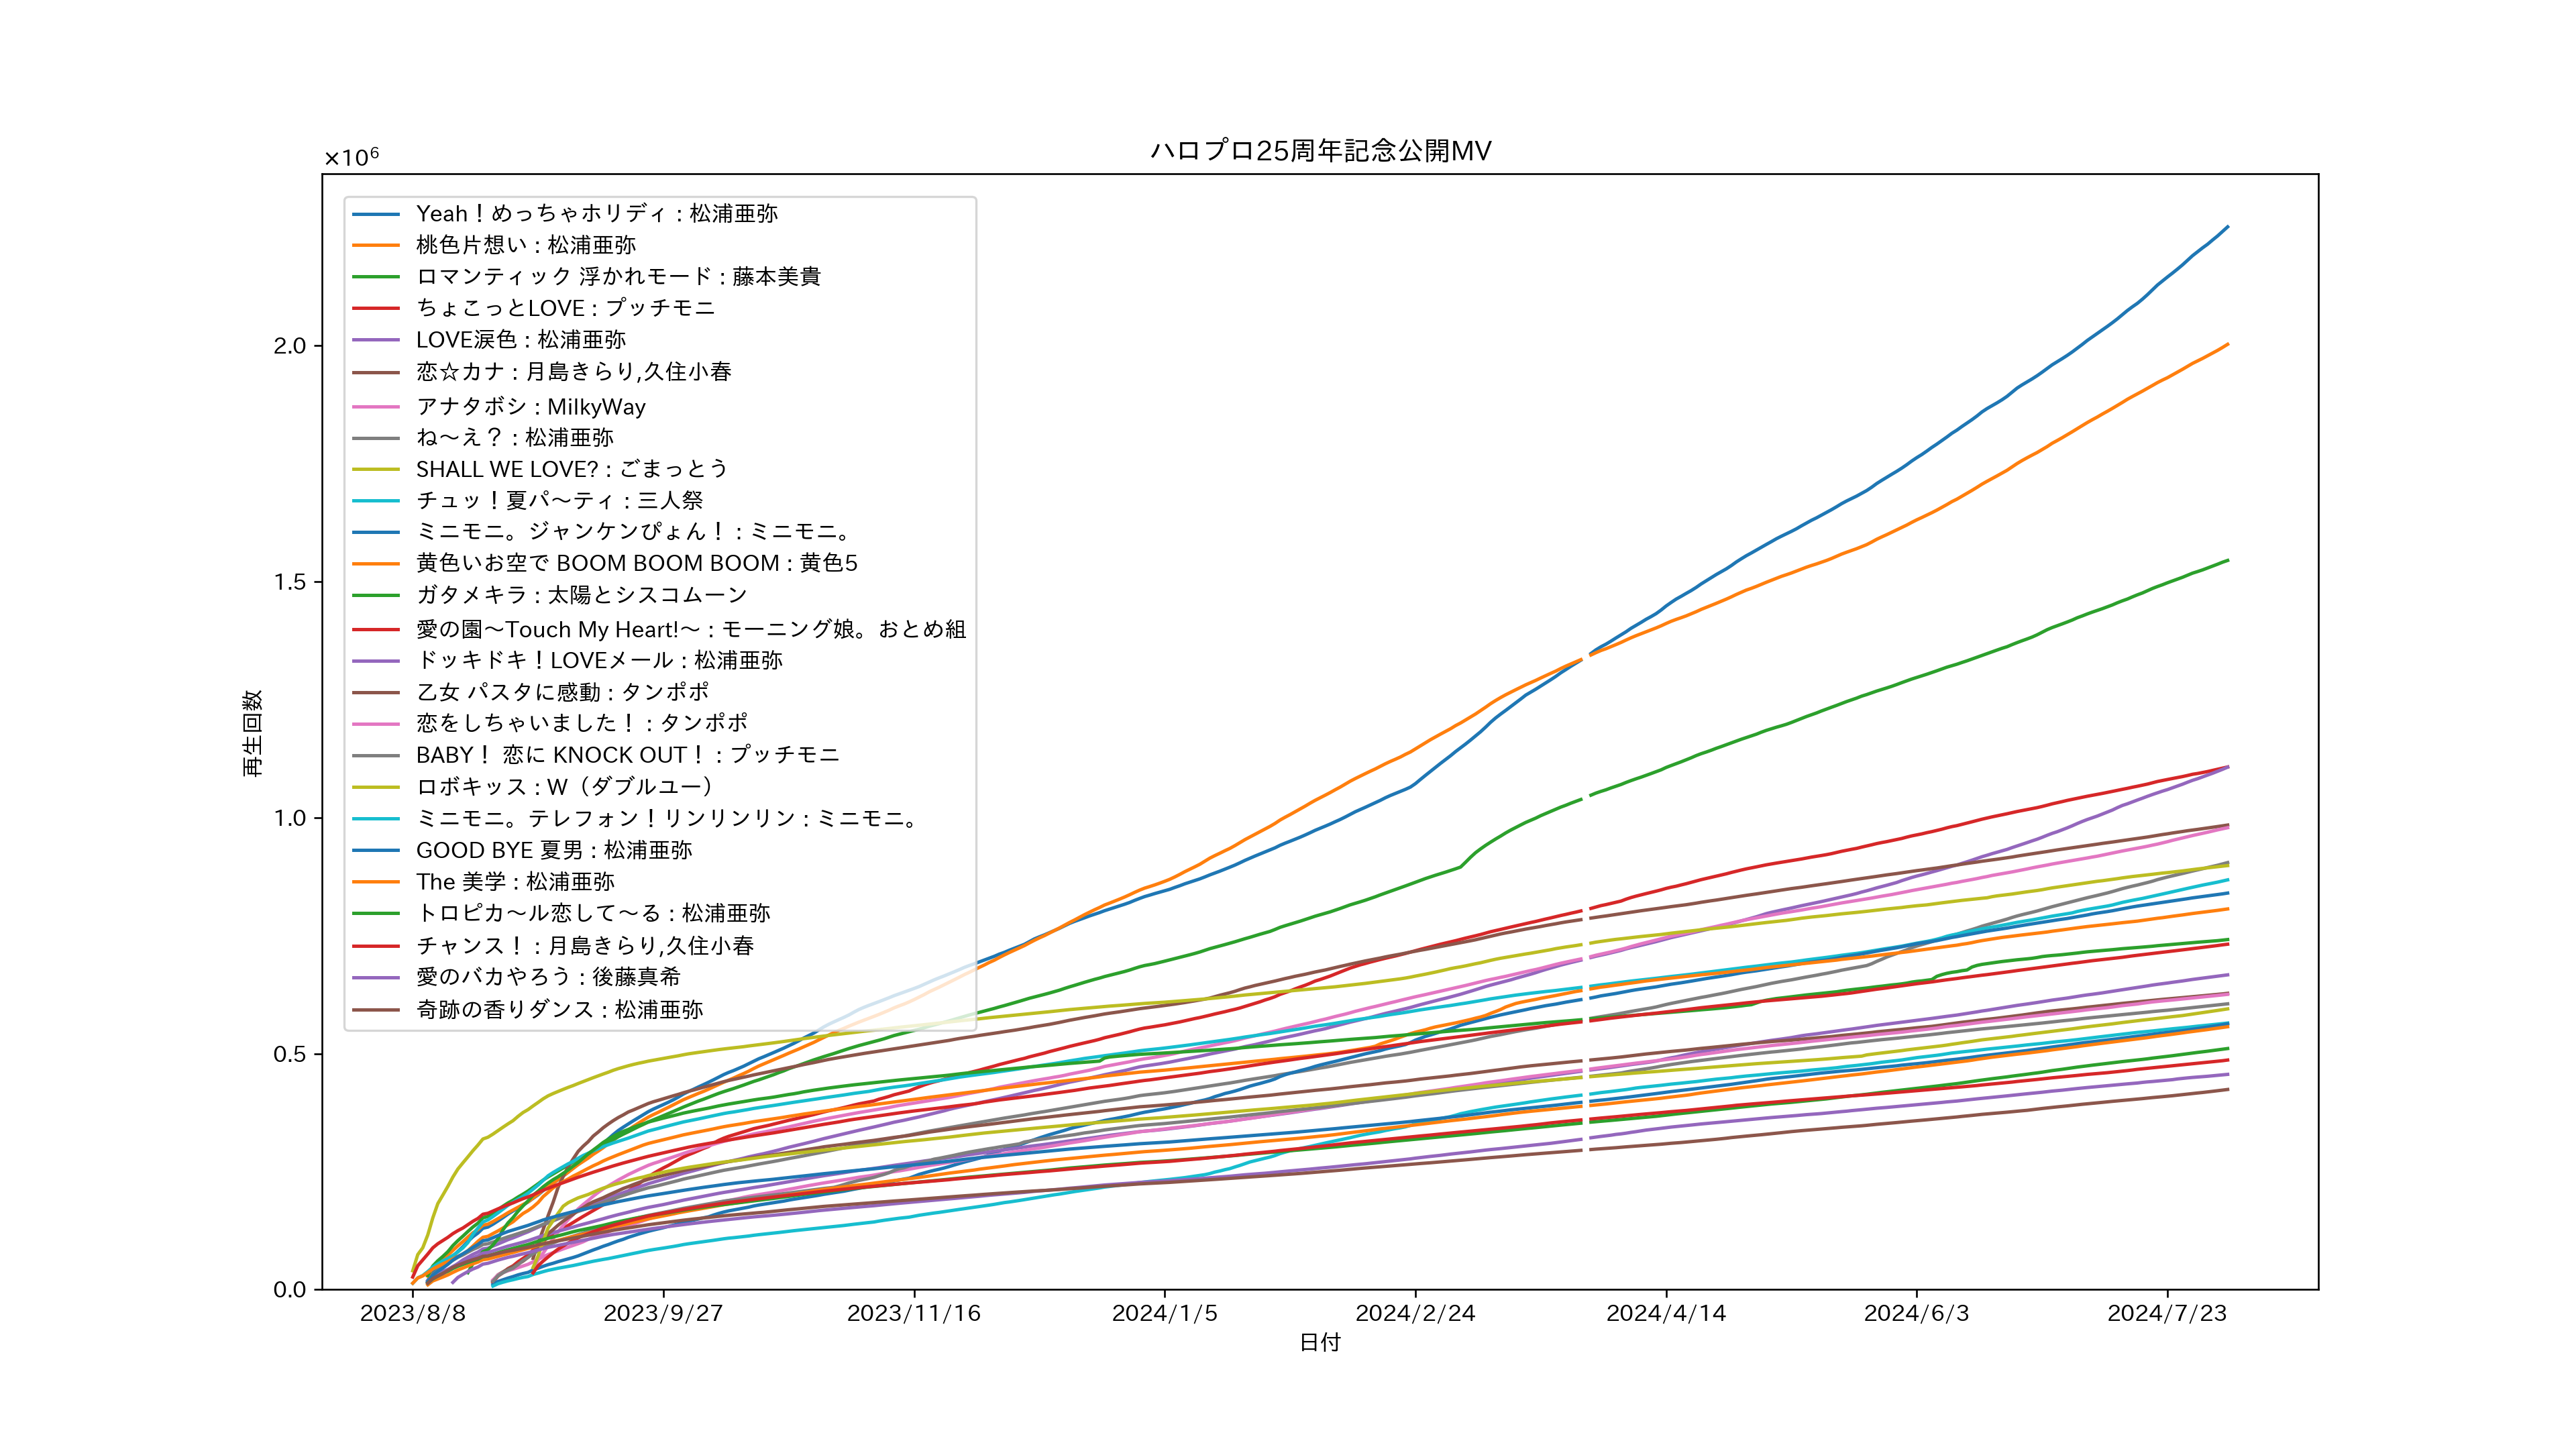 ハロプロ25周年記念公開MV
×10⁶
Yeah！めっちゃホリディ : 松浦亜弥
桃色片想い : 松浦亜弥
ロマンティック 浮かれモード : 藤本美貴
ちょこっとLOVE : プッチモニ
LOVE涙色 : 松浦亜弥
恋☆カナ : 月島きらり,久住小春
アナタボシ : MilkyWay
ね～え？ : 松浦亜弥
SHALL WE LOVE? : ごまっとう
チュッ！夏パ～ティ : 三人祭
ミニモニ。ジャンケンぴょん！ : ミニモニ。
黄色いお空で BOOM BOOM BOOM : 黄色5
ガタメキラ : 太陽とシスコムーン
愛の園～Touch My Heart!～ : モーニング娘。おとめ組
ドッキドキ！LOVEメール : 松浦亜弥
乙女 パスタに感動 : タンポポ
恋をしちゃいました！ : タンポポ
BABY！ 恋に KNOCK OUT！ : プッチモニ
ロボキッス : W（ダブルユー）
ミニモニ。テレフォン！リンリンリン : ミニモニ。
GOOD BYE 夏男 : 松浦亜弥
The 美学 : 松浦亜弥
トロピカ～ル恋して～る : 松浦亜弥
チャンス！ : 月島きらり,久住小春
愛のバカやろう : 後藤真希
奇跡の香りダンス : 松浦亜弥
再生回数
2.0
1.5
1.0
0.5
0.0
2023/8/8 2023/9/27 2023/11/16 2024/1/5 2024/2/24 2024/4/14 2024/6/3 2024/7/23
日付